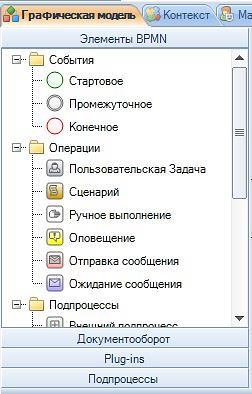 Графическая модель Контекст Ма
Элементы BPMN
События
Стартовое
Промежуточное
Конечное
Операции
Пользовательская Задача
Сценарий
Ручное выполнение
Оповещение
Отправка сообщения
Ожидание сообщения
Подпроцессы
Внешний подпроцесс
Документооборот
Plug-ins
Подпроцессы